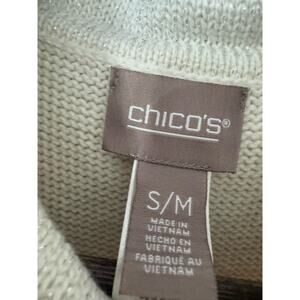 chico's®
S/M
MADE IN
VIETNAM
HECHO EN
VIETNAM
FABRIQUÉ AU
VIETNAM